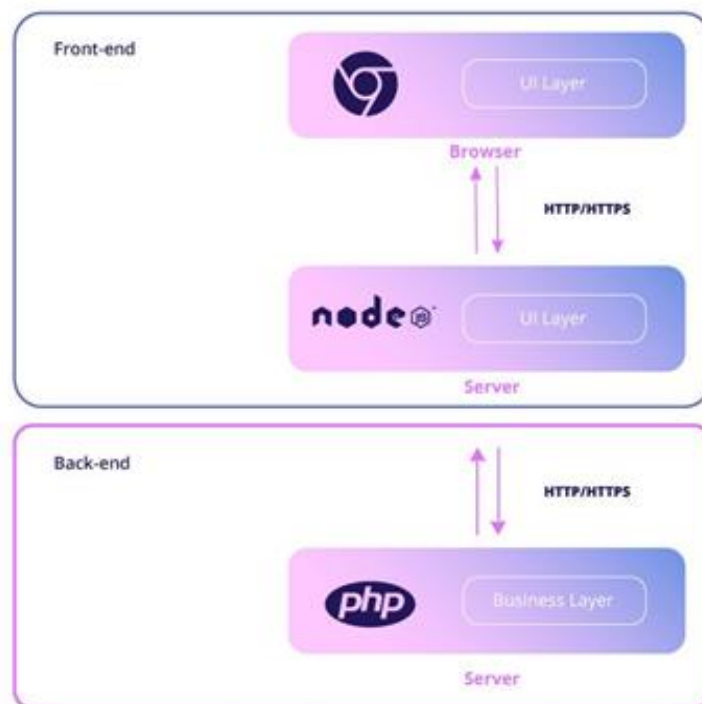 Front-end
UI Layer
Browser
HTTP/HTTPS
node JS
UI Layer
Server
Back-end
HTTP/HTTPS
php
Business Layer
Server